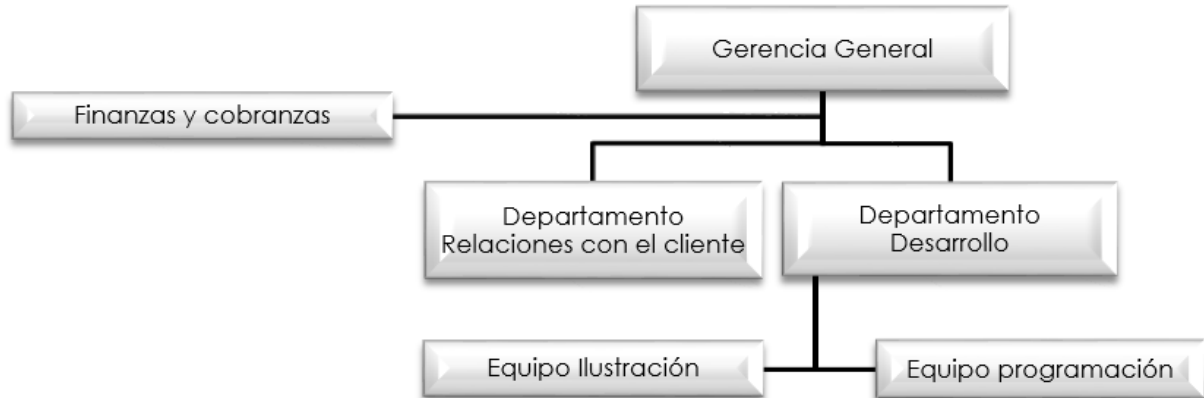 Gerencia General
Finanzas y cobranzas
Departamento
Relaciones con el cliente
Departamento
Desarrollo
Equipo Ilustración
Equipo programación